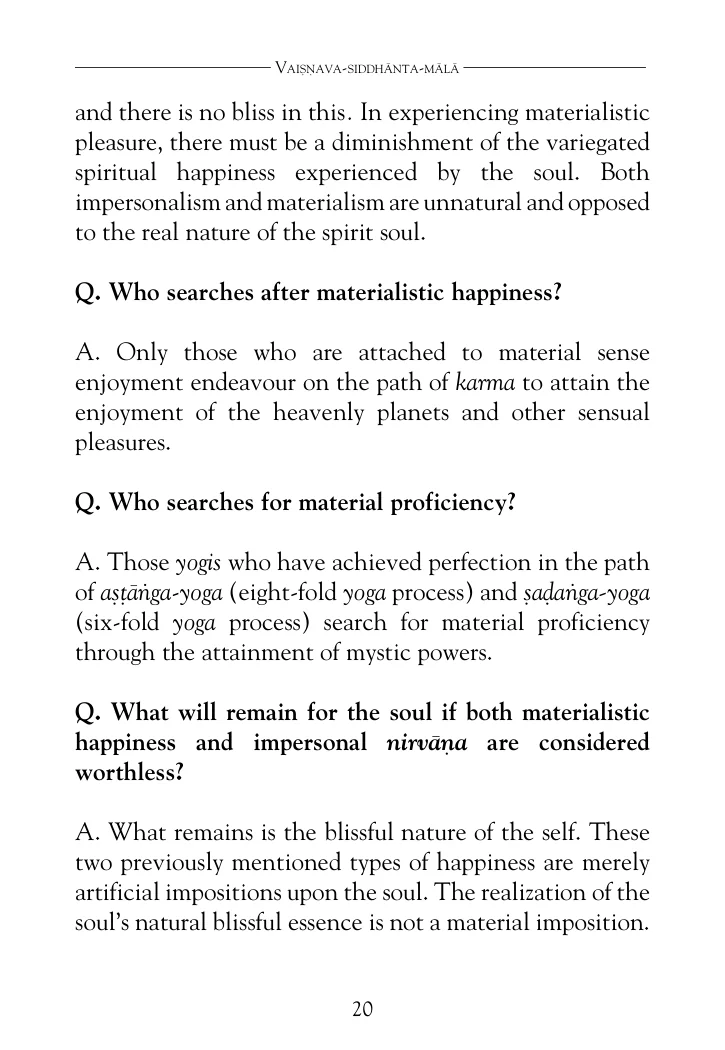 Vaiṣṇava-siddhānta-mālā
and there is no bliss in this. In experiencing materialistic
pleasure, there must be a diminishment of the variegated
spiritual happiness experienced by the soul. Both
impersonalism and materialism are unnatural and opposed
to the real nature of the spirit soul.
Q. Who searches after materialistic happiness?
A. Only those who are attached to material sense
enjoyment endeavour on the path of karma to attain the
enjoyment of the heavenly planets and other sensual
pleasures.
Q. Who searches for material proficiency?
A. Those yogis who have achieved perfection in the path
of aṣṭāṅga-yoga (eight-fold yoga process) and ṣaḍaṅga-yoga
(six-fold yoga process) search for material proficiency
through the attainment of mystic powers.
Q. What will remain for the soul if both materialistic
happiness and impersonal nirvāṇa are considered
worthless?
A. What remains is the blissful nature of the self. These
two previously mentioned types of happiness are merely
artificial impositions upon the soul. The realization of the
soul's natural blissful essence is not a material imposition.
20